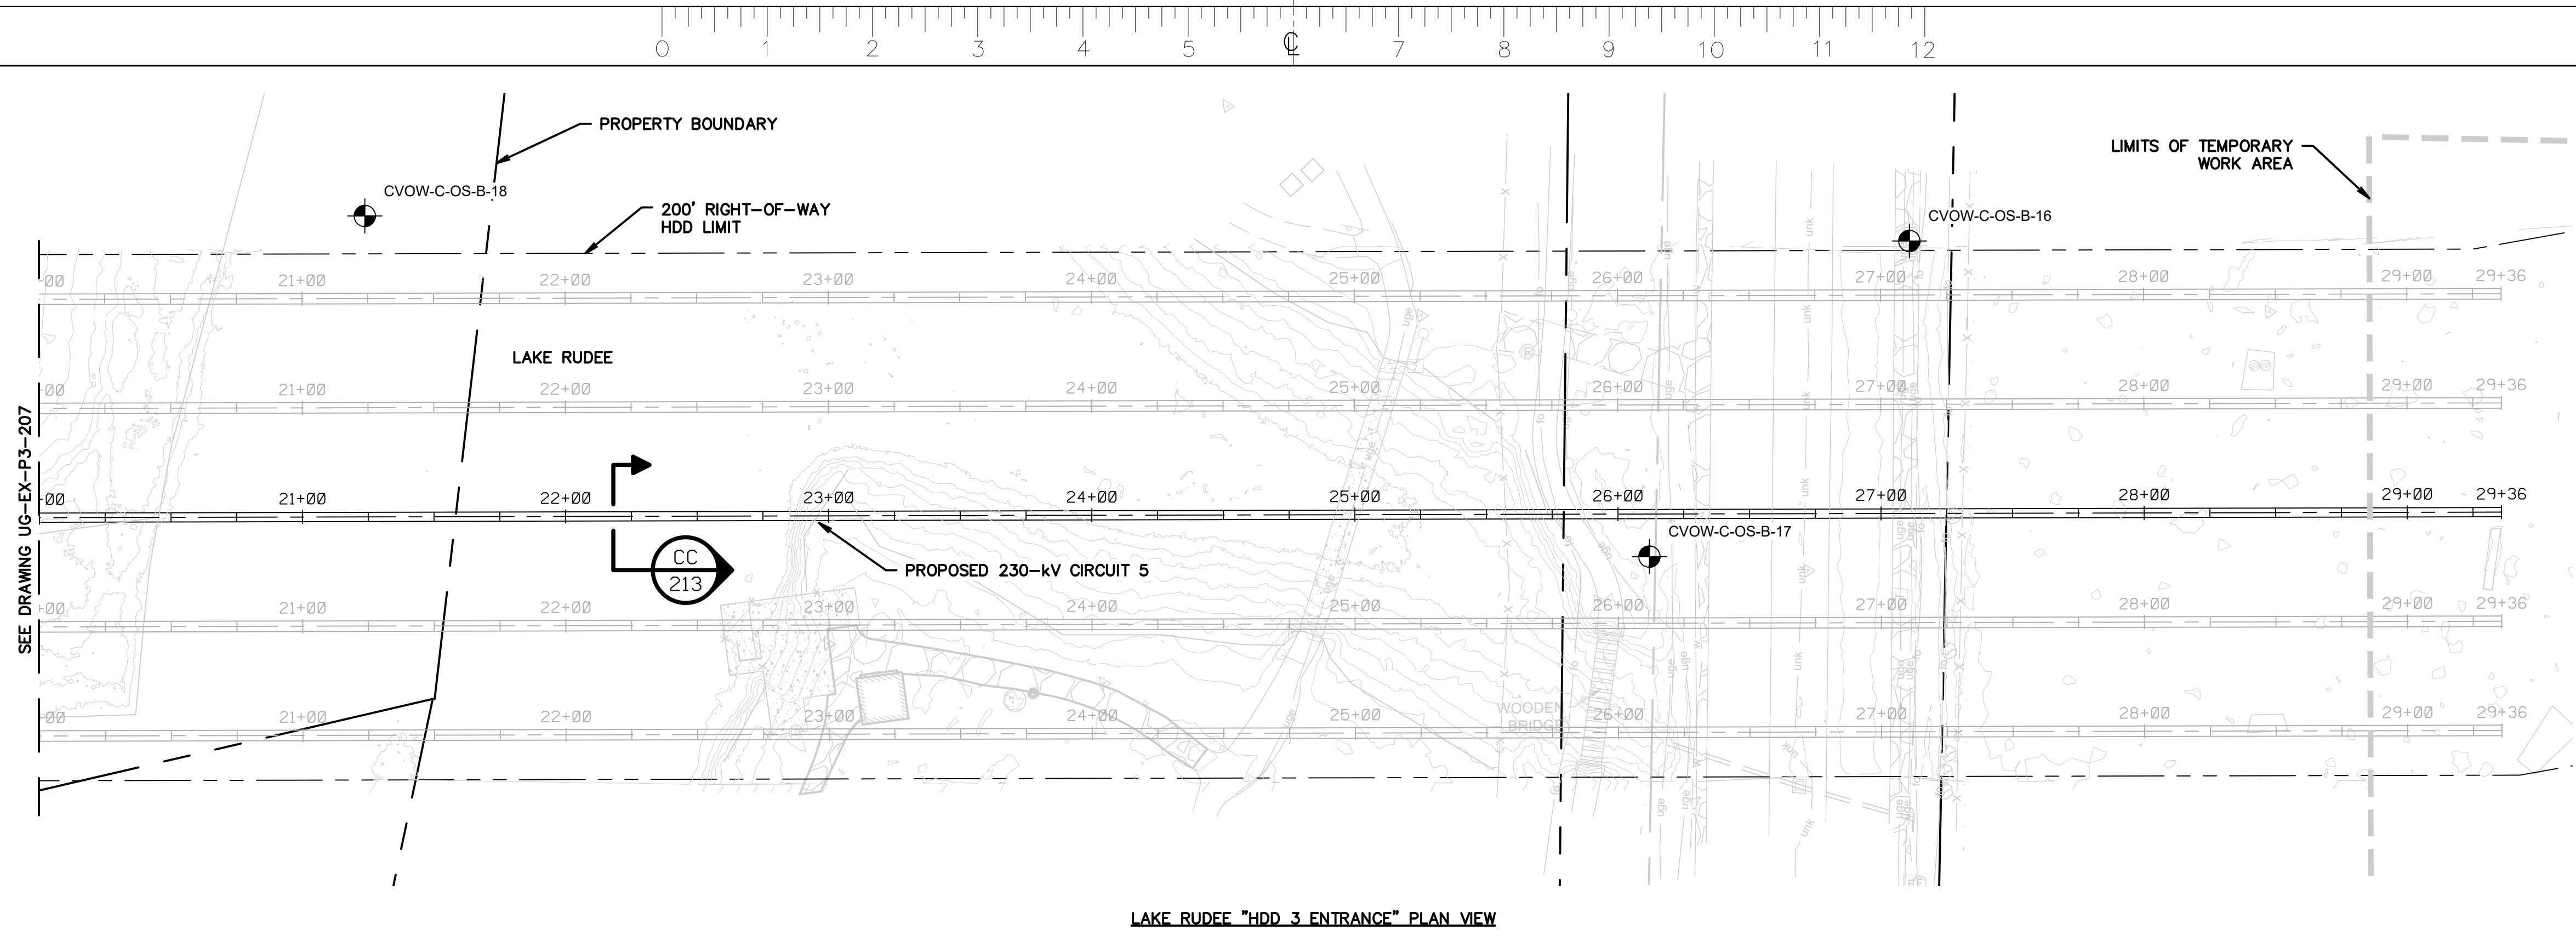 0 1 2 3 4 5 ℄ 7 8 9 10 11 12
PROPERTY BOUNDARY
LIMITS OF TEMPORARY
WORK AREA
CVOW-C-OS-B-18
200' RIGHT-OF-WAY
HDD LIMIT
CVOW-C-OS-B-16
00 21+00 22+00 23+00 24+00 25+00 26+00 27+00 28+00 29+00 29+36
LAKE RUDEE
00 21+00 22+00 23+00 24+00 25+00 26+00 27+00 28+00 29+00 29+36
SEE DRAWING UG-EX-P3-207
00 21+00 22+00 23+00 24+00 25+00 26+00 27+00 28+00 29+00 29+36
CVOW-C-OS-B-17
CC
213
PROPOSED 230-kV CIRCUIT 5
00 21+00 22+00 23+00 24+00 25+00 26+00 27+00 28+00 29+00 29+36
WOODEN
BRIDGE
00 21+00 22+00 23+00 24+00 25+00 26+00 27+00 28+00 29+00 29+36
LAKE RUDEE "HDD 3 ENTRANCE" PLAN VIEW